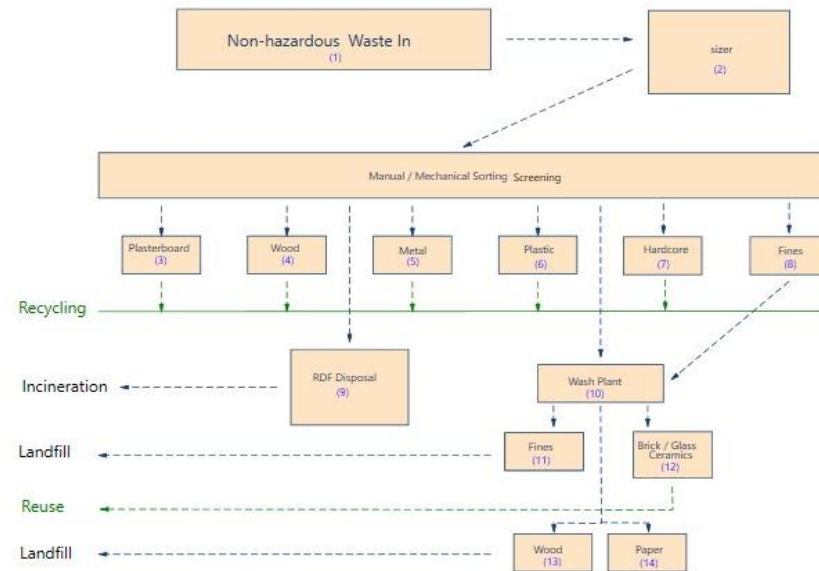 Non-hazardous Waste In
(1)
sizer
(2)
Manual / Mechanical Sorting Screening
Plasterboard
(3)
Wood
(4)
Metal
(5)
Plastic
(6)
Hardcore
(7)
Fines
(8)
Recycling
RDF Disposal
(9)
Incineration
Wash Plant
(10)
Landfill
Fines
(11)
Brick / Glass
Ceramics
(12)
Reuse
Landfill
Wood
(13)
Paper
(14)